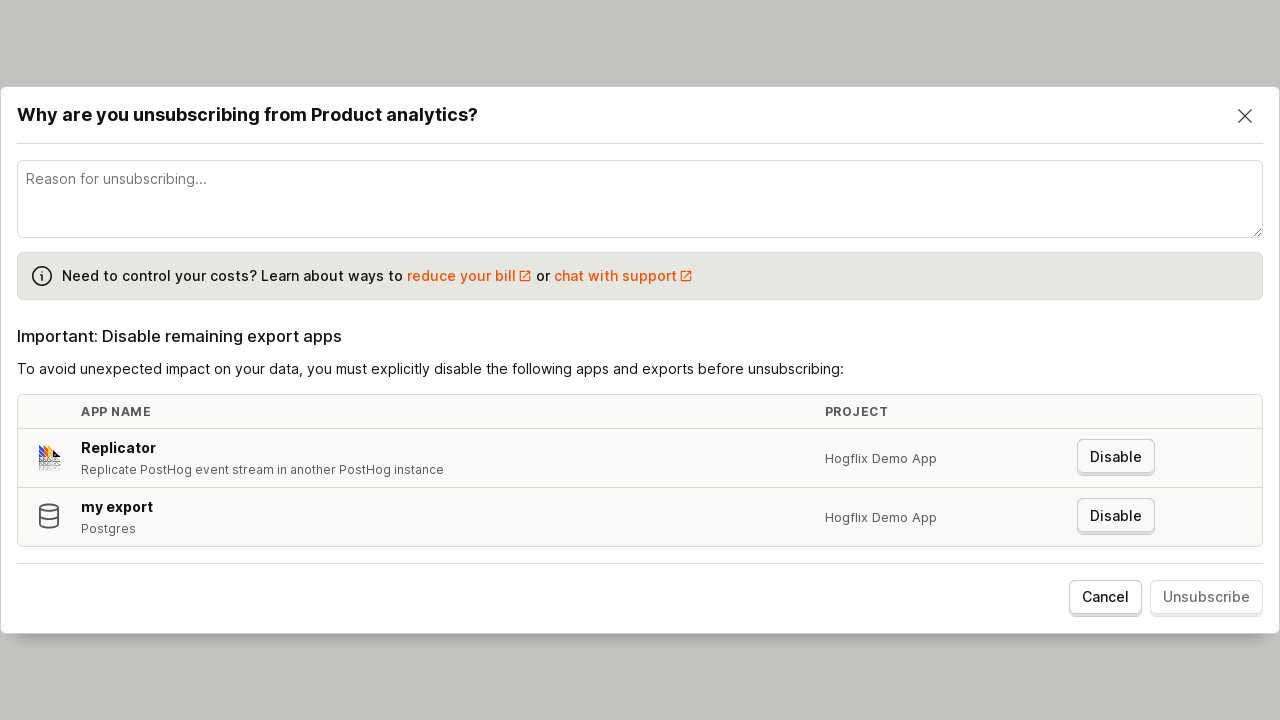 Why are you unsubscribing from Product analytics?
Reason for unsubscribing...
Need to control your costs? Learn about ways to reduce your bill or chat with support
Important: Disable remaining export apps
To avoid unexpected impact on your data, you must explicitly disable the following apps and exports before unsubscribing:
APP NAME PROJECT
Replicator
Replicate PostHog event stream in another PostHog instance
Hogflix Demo App
Disable
my export
Postgres
Hogflix Demo App
Disable
Cancel
Unsubscribe